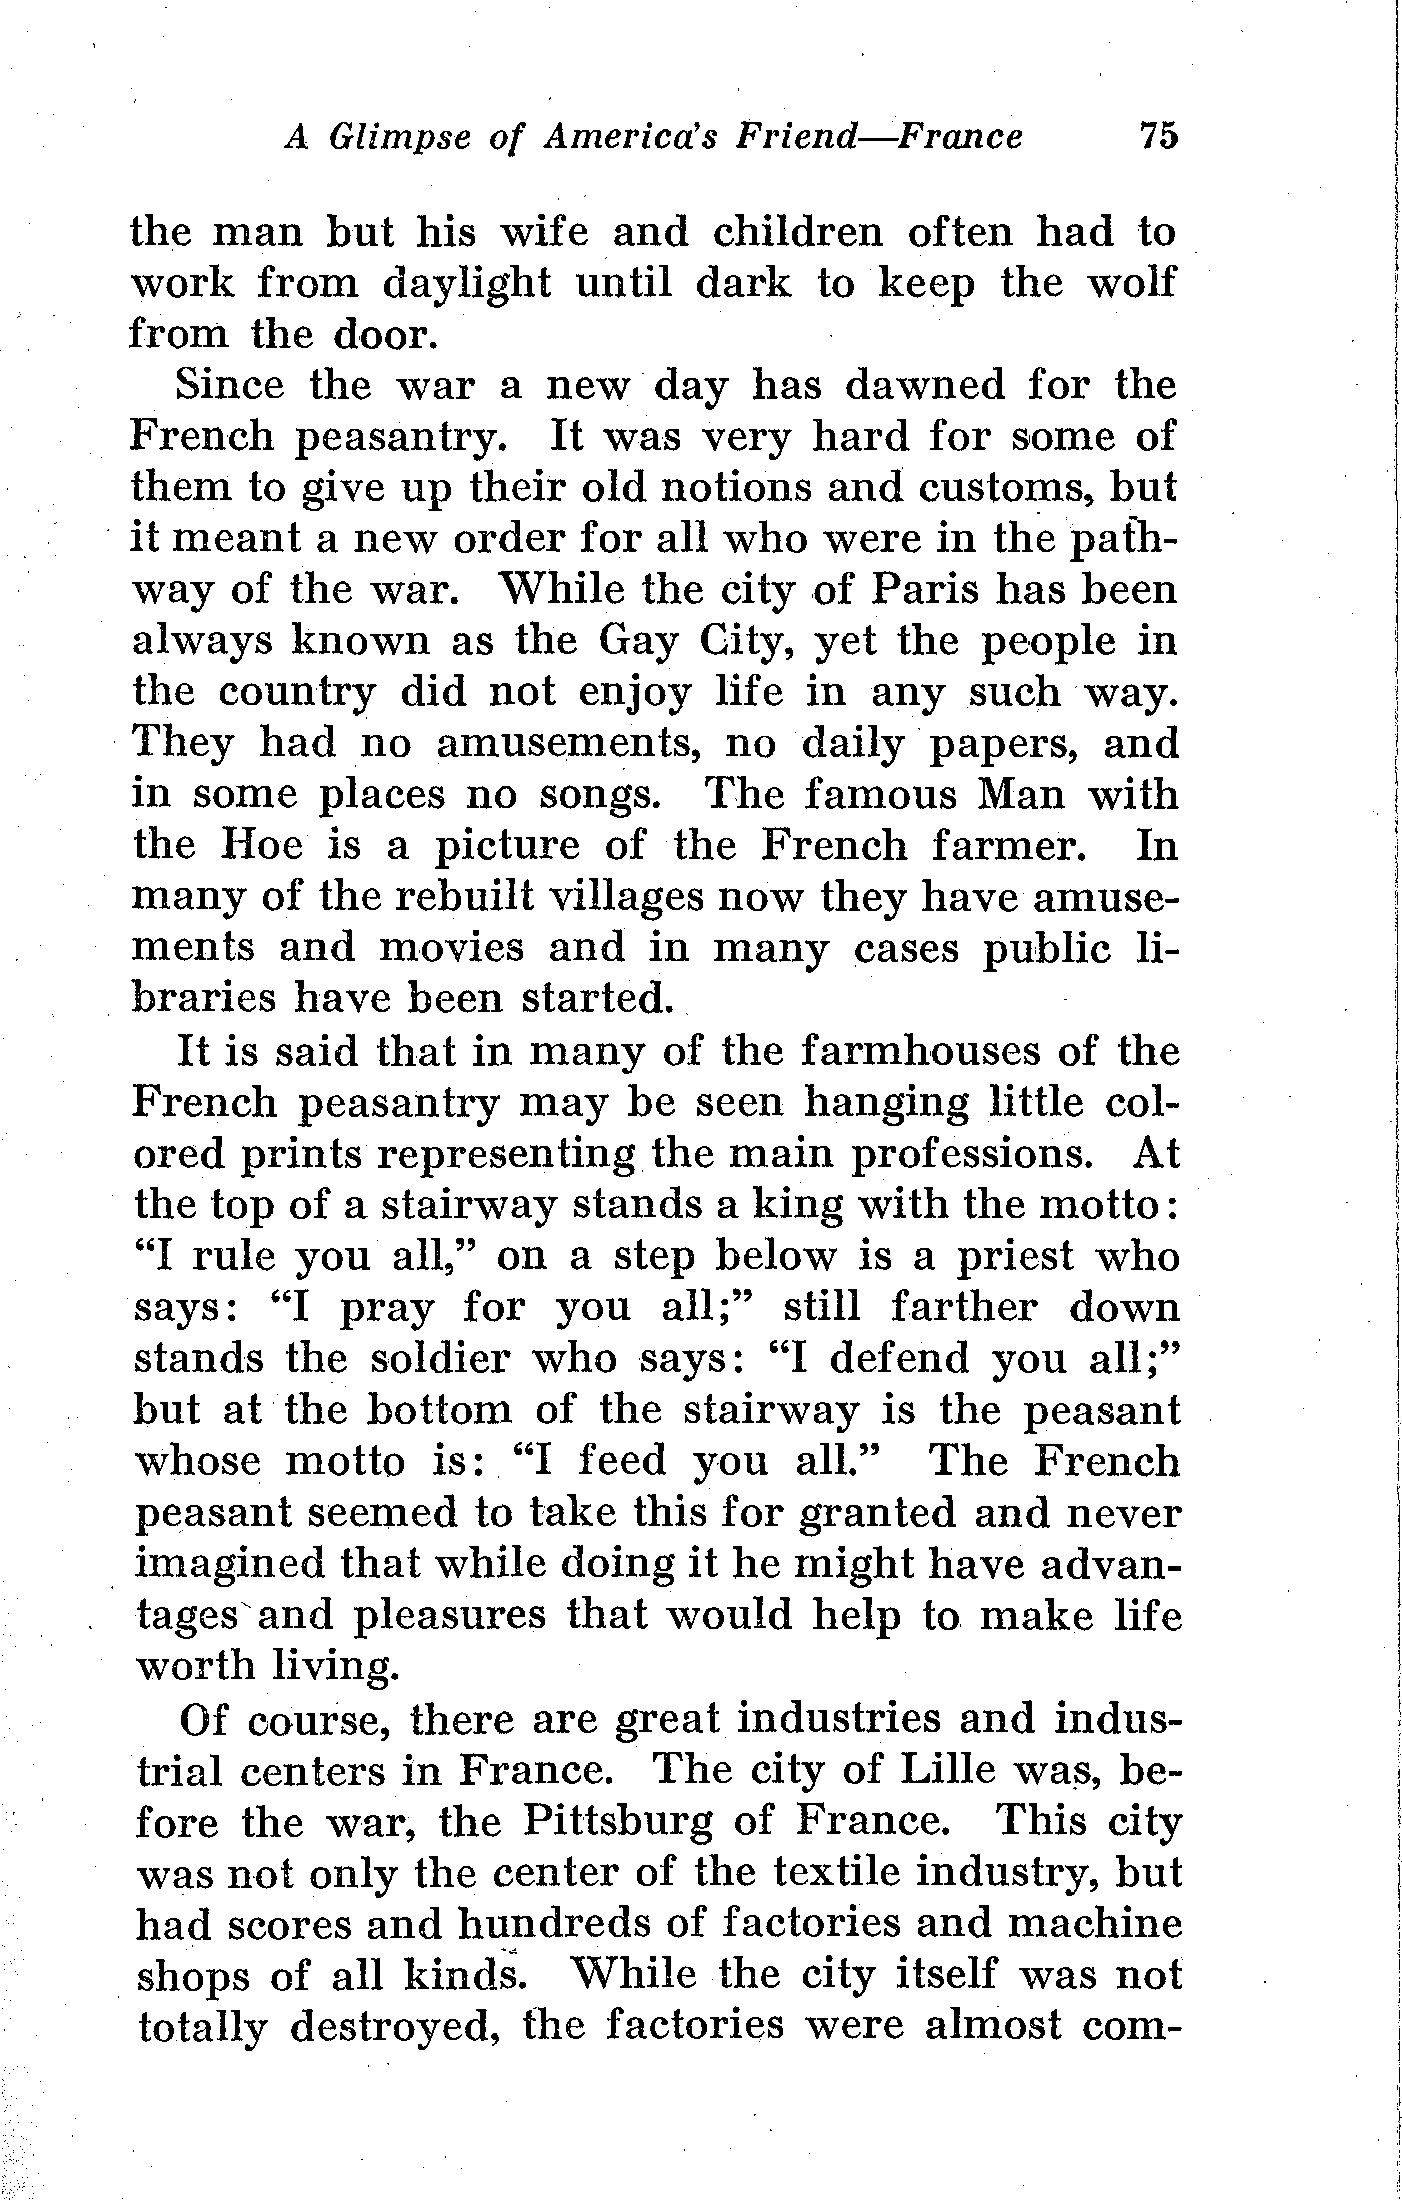 A Glimpse of America's Friend—France 75
the man but his wife and children often had to
work from daylight until dark to keep the wolf
from the door.
Since the war a new day has dawned for the
French peasantry. It was very hard for some of
them to give up their old notions and customs, but
it meant a new order for all who were in the path-
way of the war. While the city of Paris has been
always known as the Gay City, yet the people in
the country did not enjoy life in any such way.
They had no amusements, no daily papers, and
in some places no songs. The famous Man with
the Hoe is a picture of the French farmer. In
many of the rebuilt villages now they have amuse-
ments and movies and in many cases public li-
braries have been started.
It is said that in many of the farmhouses of the
French peasantry may be seen hanging little col-
ored prints representing the main professions. At
the top of a stairway stands a king with the motto:
“I rule you all,” on a step below is a priest who
says: “I pray for you all;” still farther down
stands the soldier who says: “I defend you all;”
but at the bottom of the stairway is the peasant
whose motto is: “I feed you all.” The French
peasant seemed to take this for granted and never
imagined that while doing it he might have advan-
tages and pleasures that would help to make life
worth living.
Of course, there are great industries and indus-
trial centers in France. The city of Lille was, be-
fore the war, the Pittsburg of France. This city
was not only the center of the textile industry, but
had scores and hundreds of factories and machine
shops of all kinds. While the city itself was not
totally destroyed, the factories were almost com-